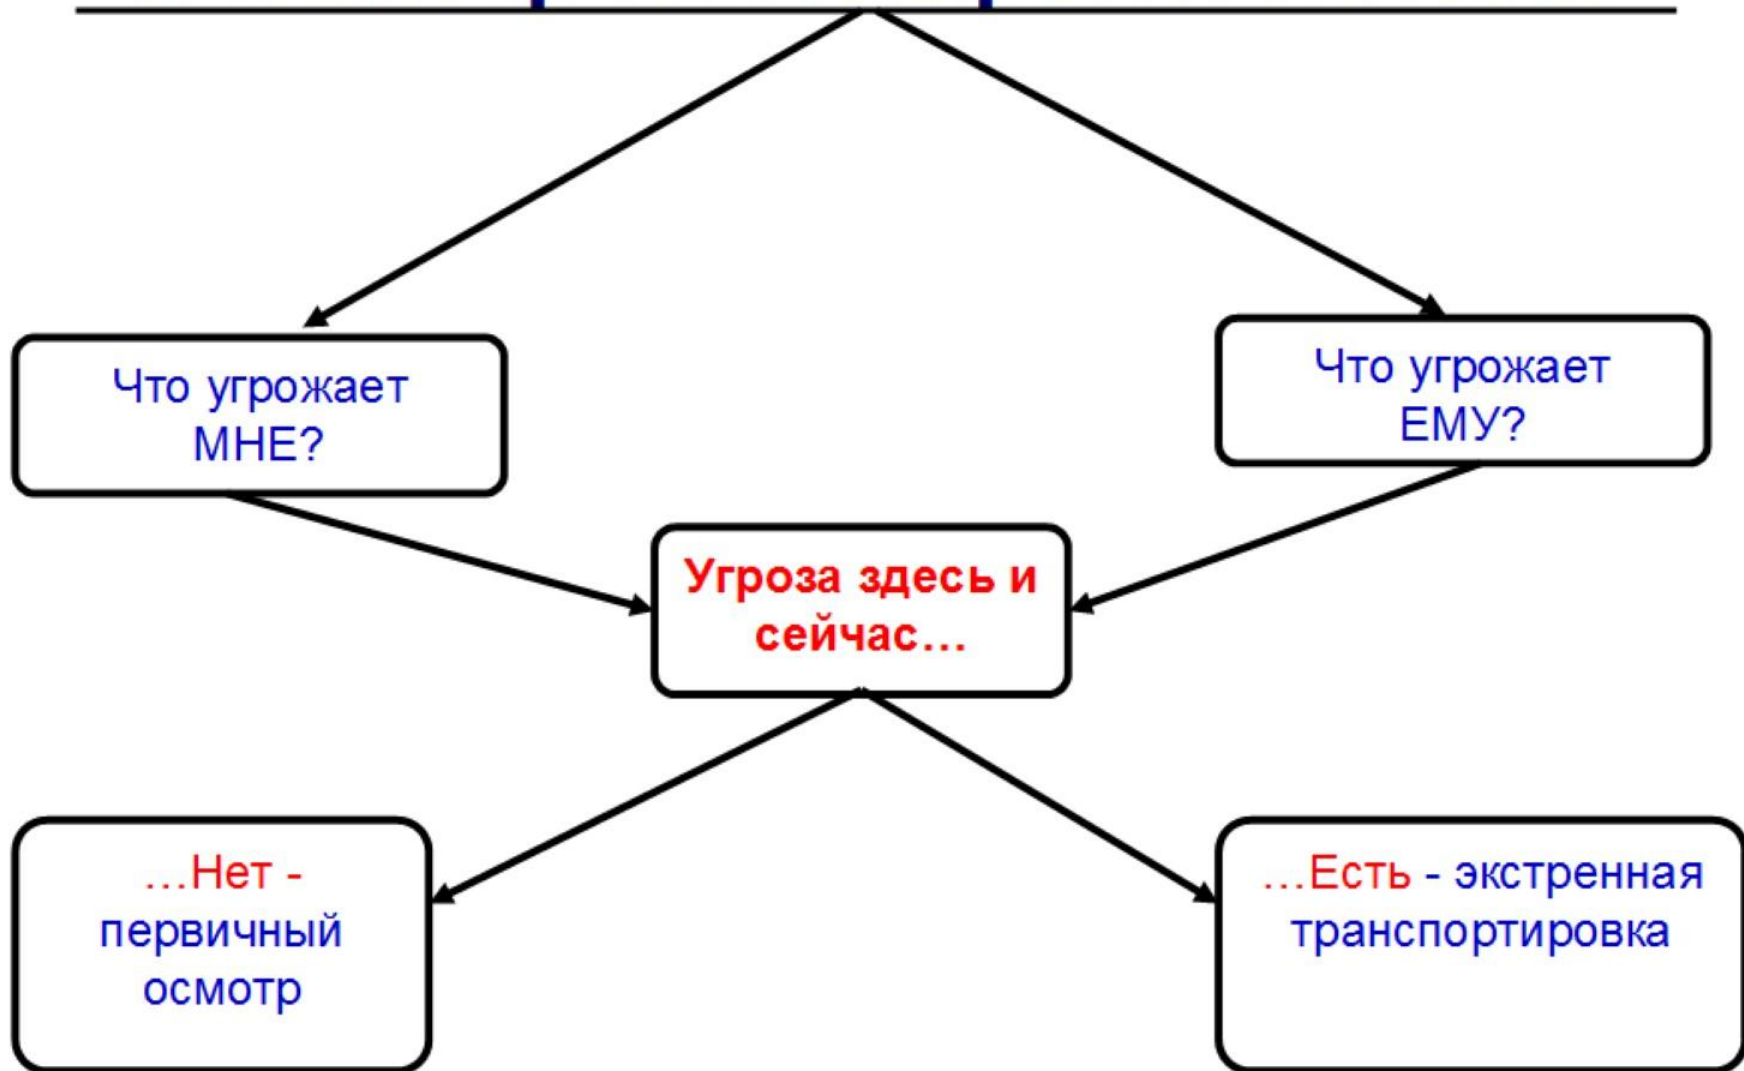 Что угрожает
МНЕ?
Что угрожает
ЕМУ?
Угроза здесь и
сейчас...
...Нет -
первичный
осмотр
...Есть - экстренная
транспортировка